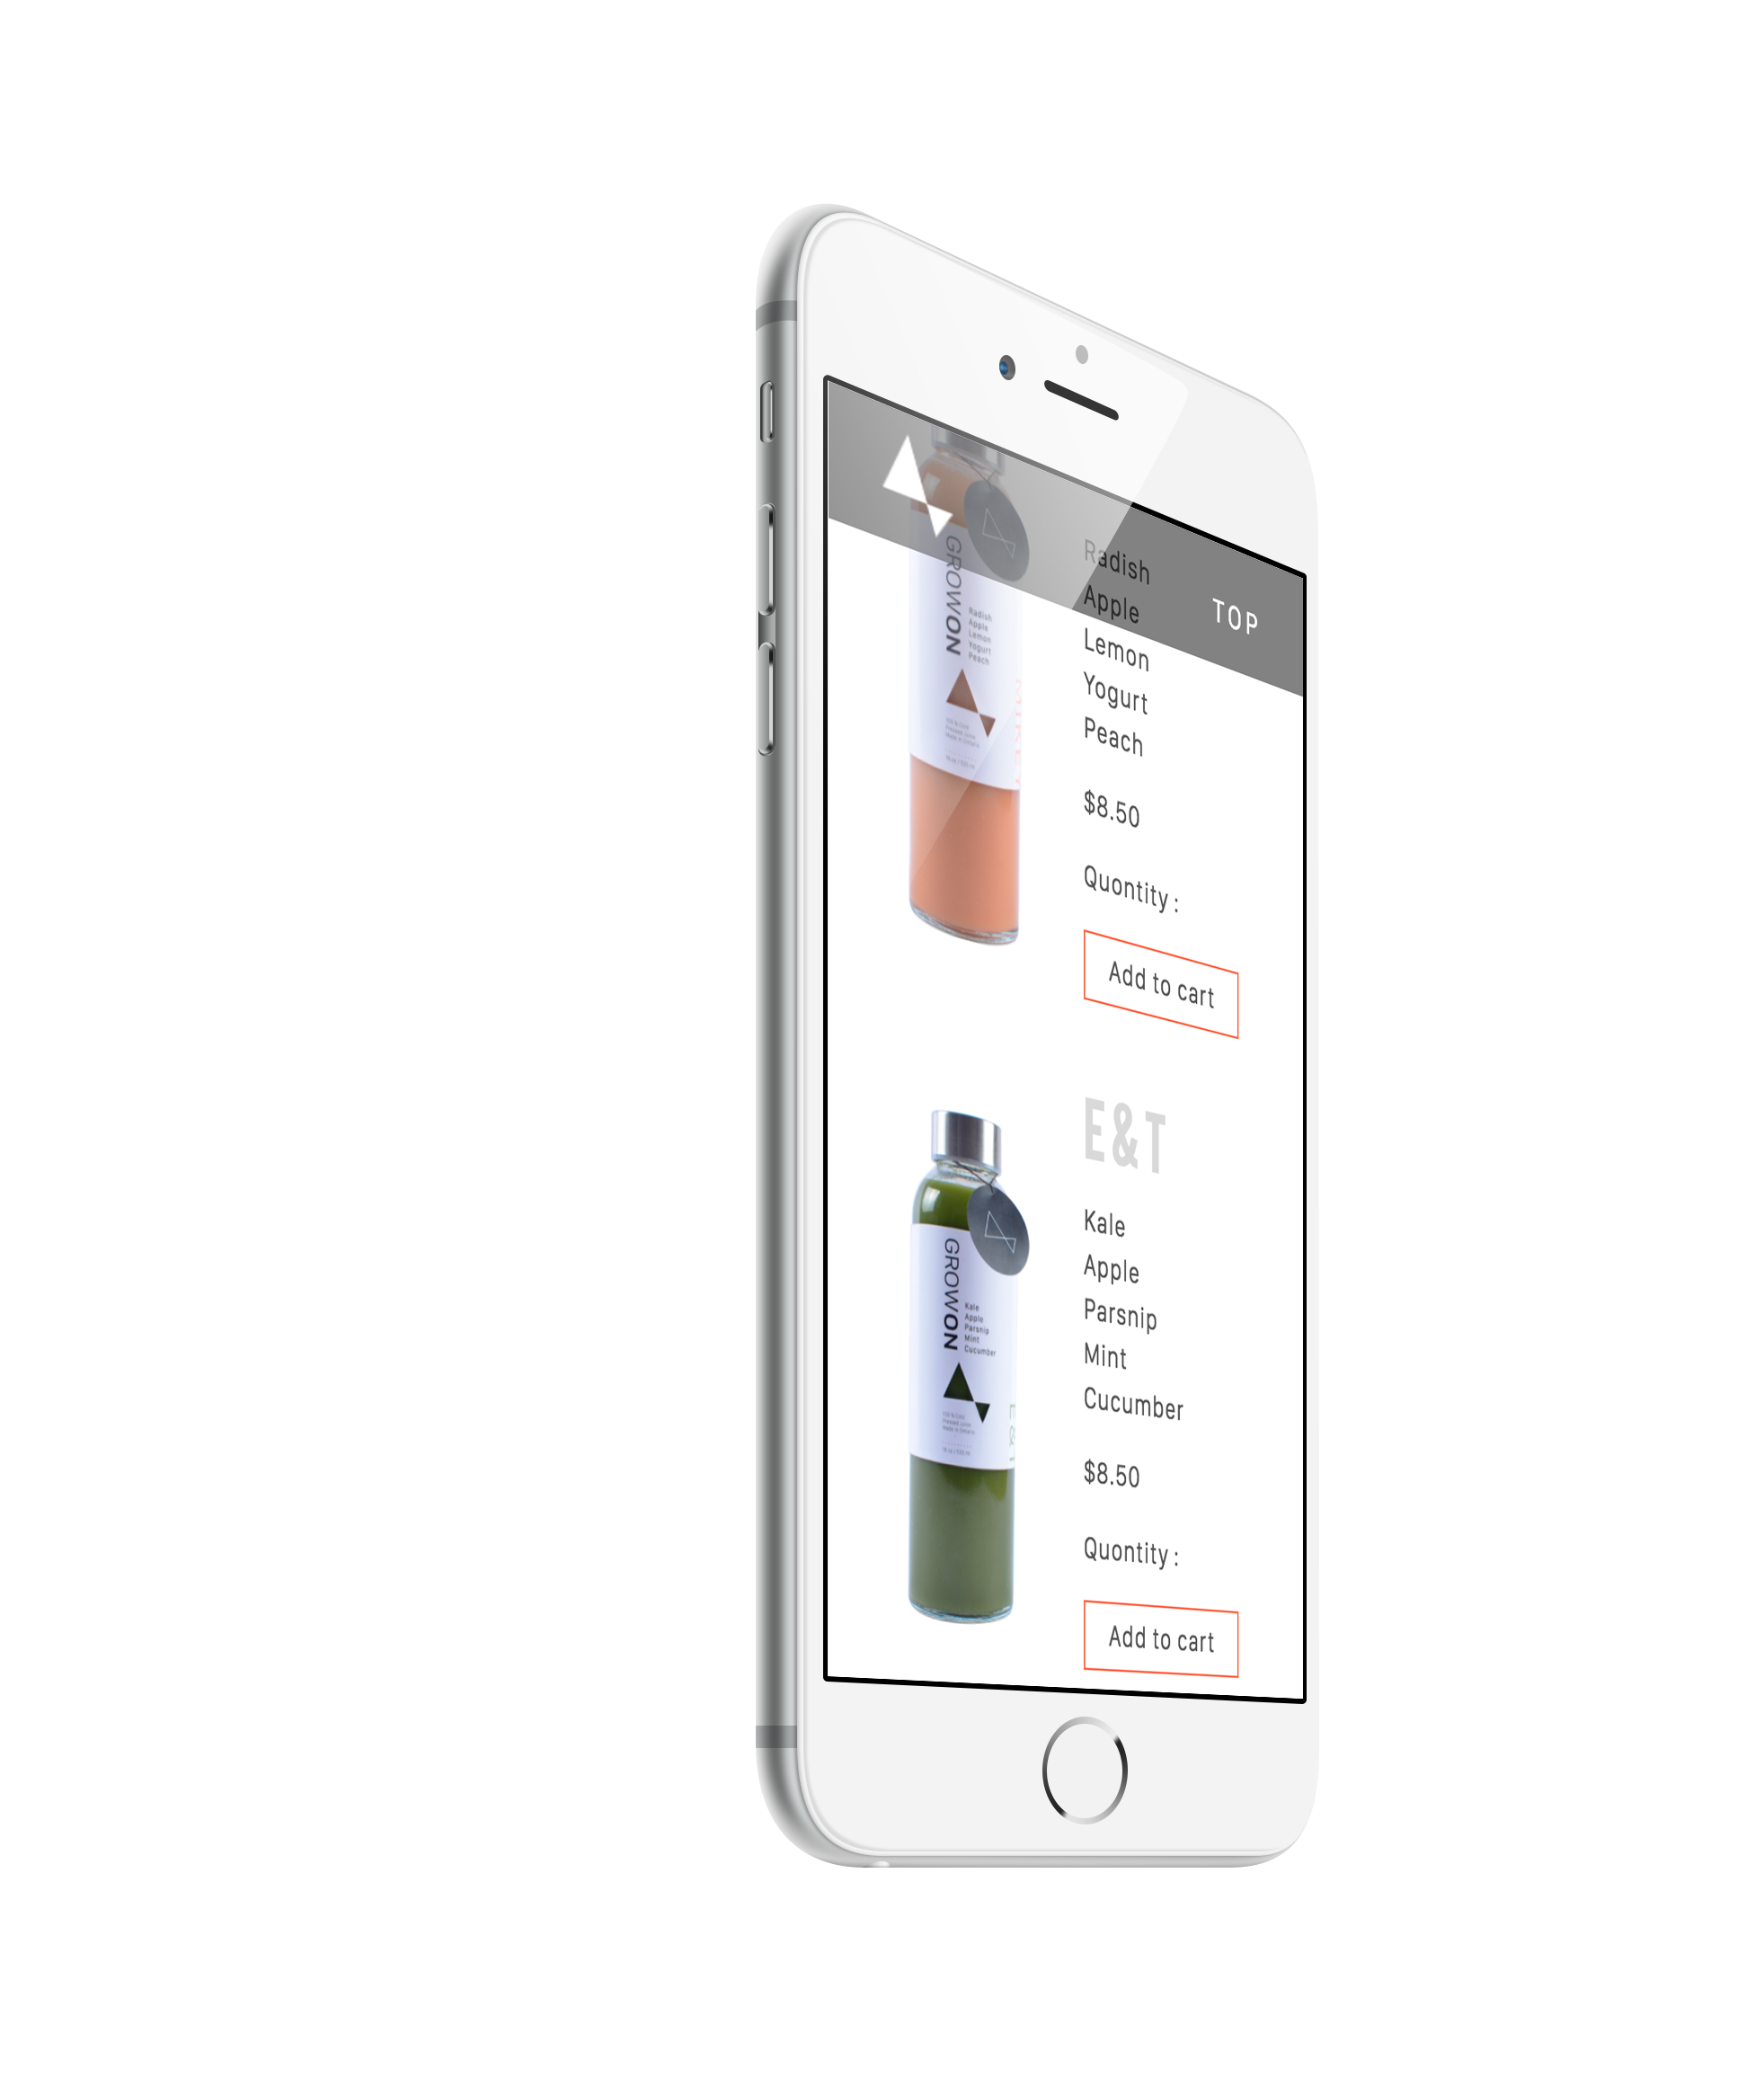 TOP
GROWON
Radish
Apple
Lemon
Yogurt
Peach
Radish
Apple
Lemon
Yogurt
Peach
$8.50
Quontity :
Add to cart
E&T
GROWON
Kale
Apple
Parsnip
Mint
Cucumber
Kale
Apple
Parsnip
Mint
Cucumber
$8.50
Quontity :
Add to cart